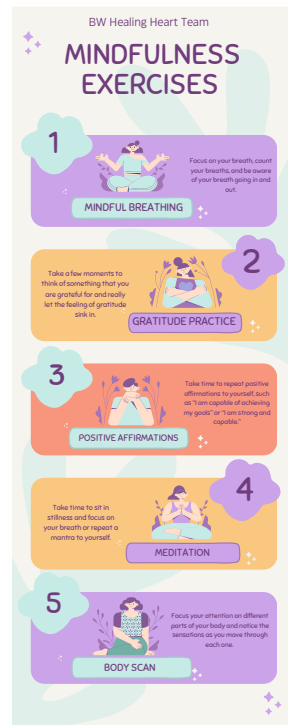 BW Healing Heart Team
MINDFULNESS
EXERCISES
1
Focus on your breath, count
your breaths, and be aware
of your breath going in and
out.
MINDFUL BREATHING
2
Take a few moments to
think of something that you
are grateful for and really
let the feeling of gratitude
sink in.
GRATITUDE PRACTICE
3
Take time to repeat positive
affirmations to yourself, such
as "I am capable of achieving
my goals" or "I am strong and
capable."
POSITIVE AFFIRMATIONS
4
Take time to sit in
stillness and focus on
your breath or repeat a
mantra to yourself.
MEDITATION
5
Focus your attention on different
parts of your body and notice the
sensations as you move through
each one.
BODY SCAN